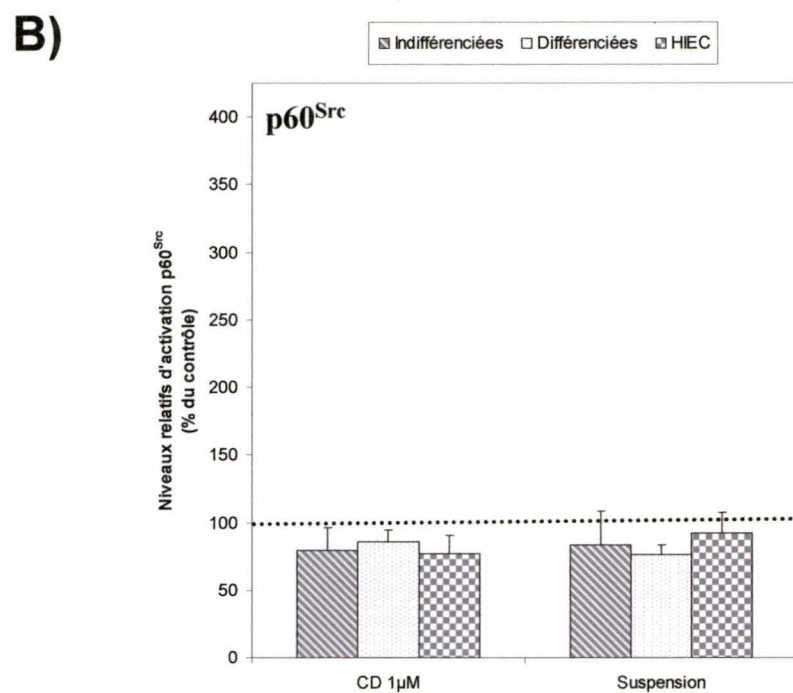 B)
Indifférenciées Différenciées HIEC
p60Src
400
350
300
250
200
150
100
50
0
Niveaux relatifs d'activation p60Src
(% du contrôle)
CD 1µM Suspension